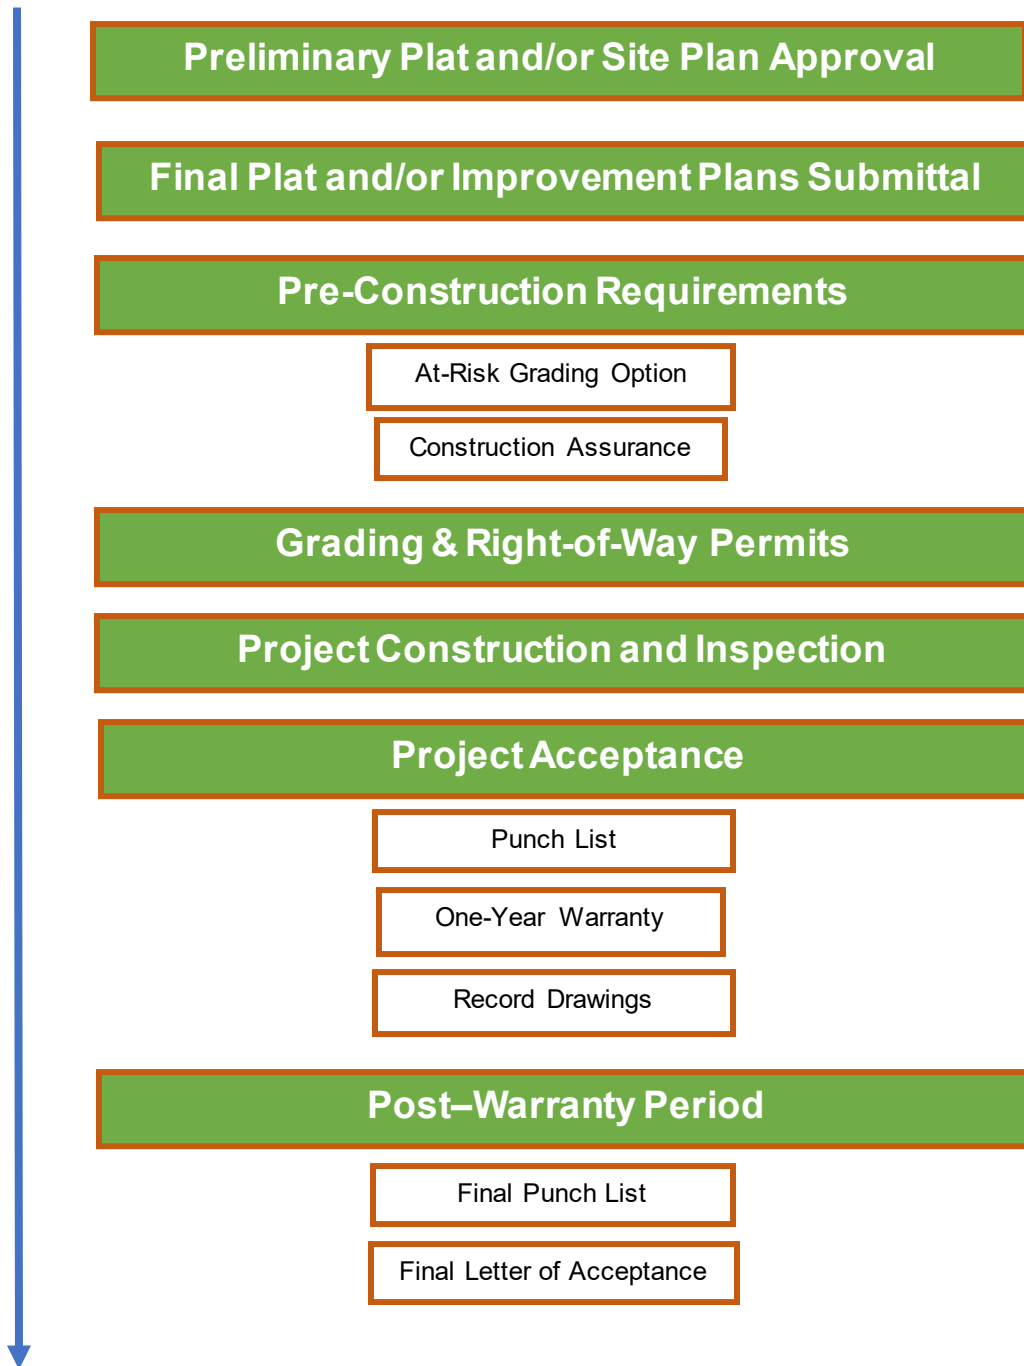 Preliminary Plat and/or Site Plan Approval
Final Plat and/or Improvement Plans Submittal
Pre-Construction Requirements
At-Risk Grading Option
Construction Assurance
Grading & Right-of-Way Permits
Project Construction and Inspection
Project Acceptance
Punch List
One-Year Warranty
Record Drawings
Post–Warranty Period
Final Punch List
Final Letter of Acceptance